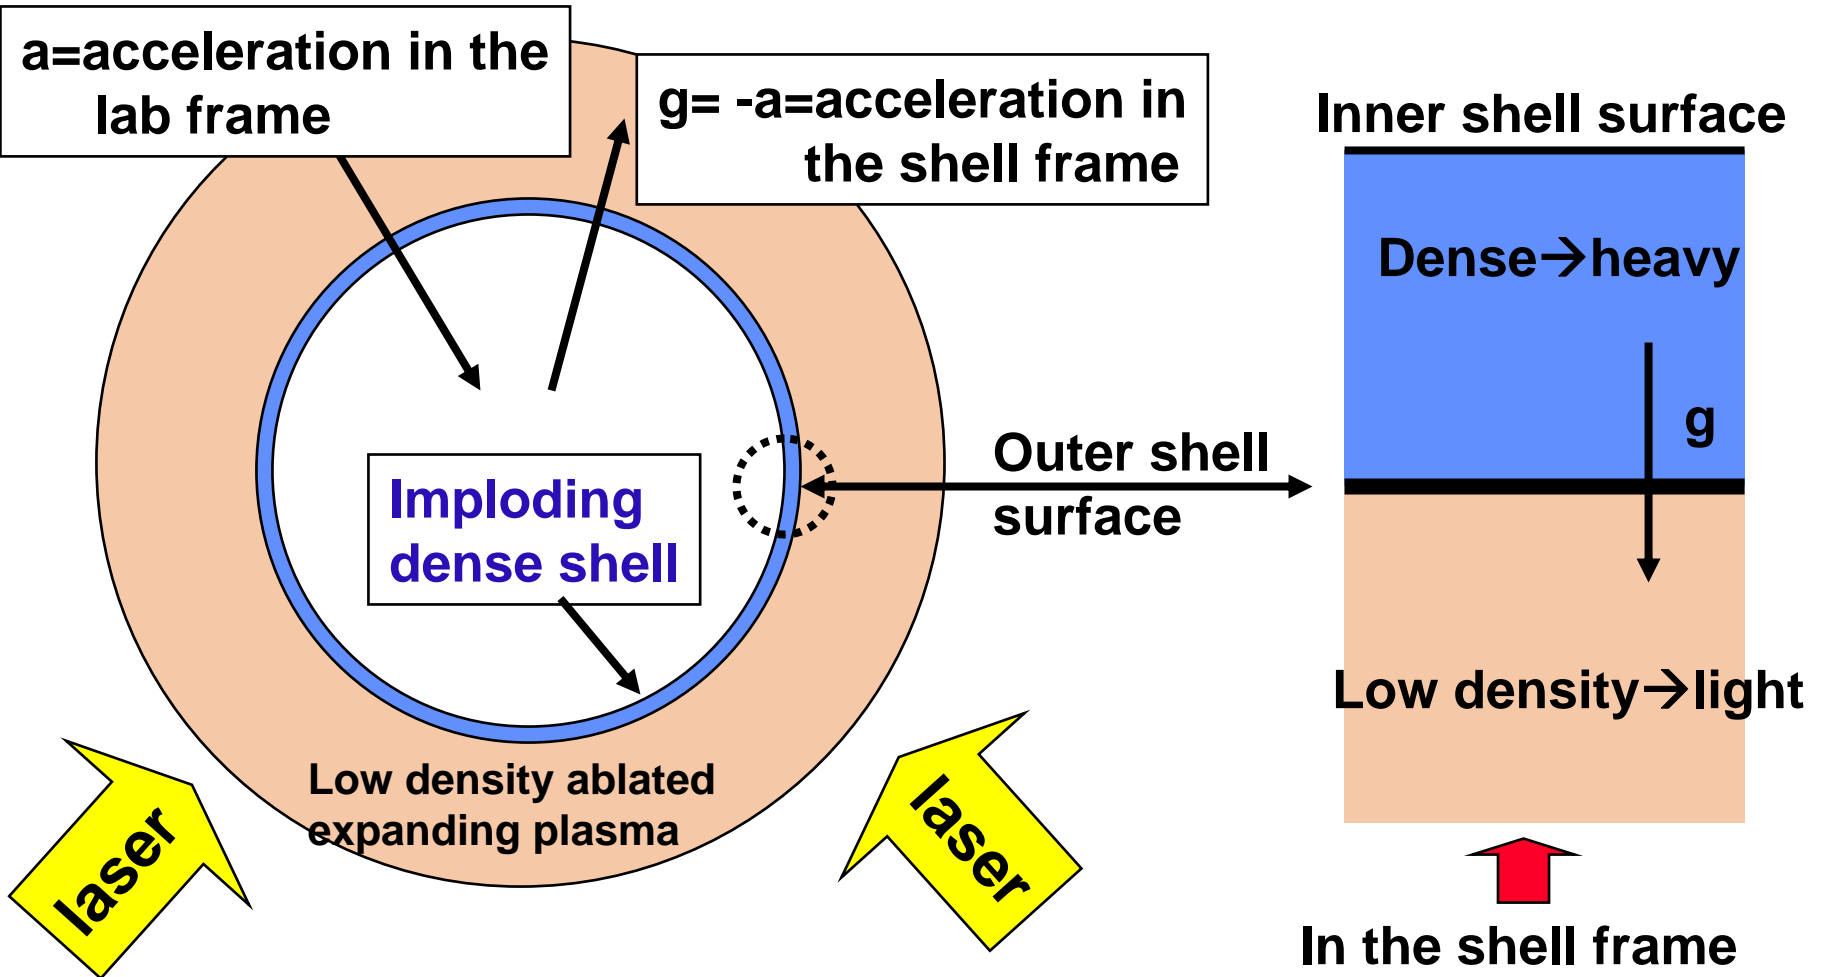 a=acceleration in the
lab frame
g= -a=acceleration in
the shell frame
Inner shell surface
Dense→heavy
g
Outer shell
surface
Imploding
dense shell
Low density→light
Low density ablated
expanding plasma
laser
laser
In the shell frame